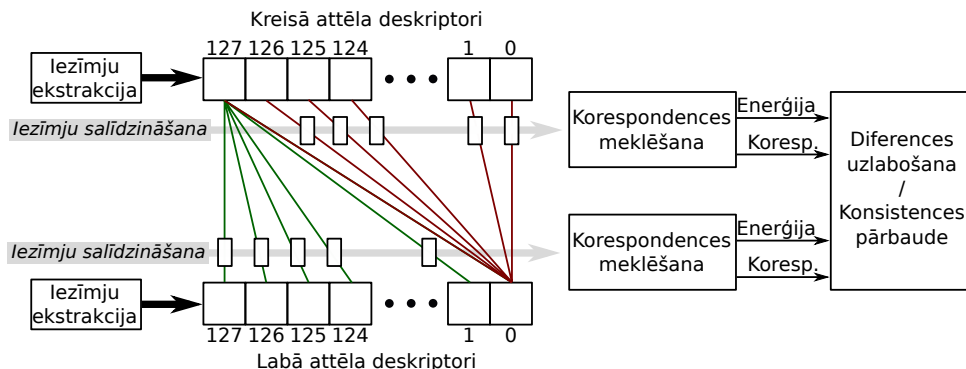 Kreisā attēla deskriptori
127 126 125 124 1 0
Iezīmju
ekstrakcija
Iezīmju salīdzināšana
Korespondences
meklēšana
Enerģija
Koresp.
Diferences
uzlabošana
/
Konsistences
pārbaude
Iezīmju salīdzināšana
Korespondences
meklēšana
Enerģija
Koresp.
Iezīmju
ekstrakcija
127 126 125 124 1 0
Labā attēla deskriptori